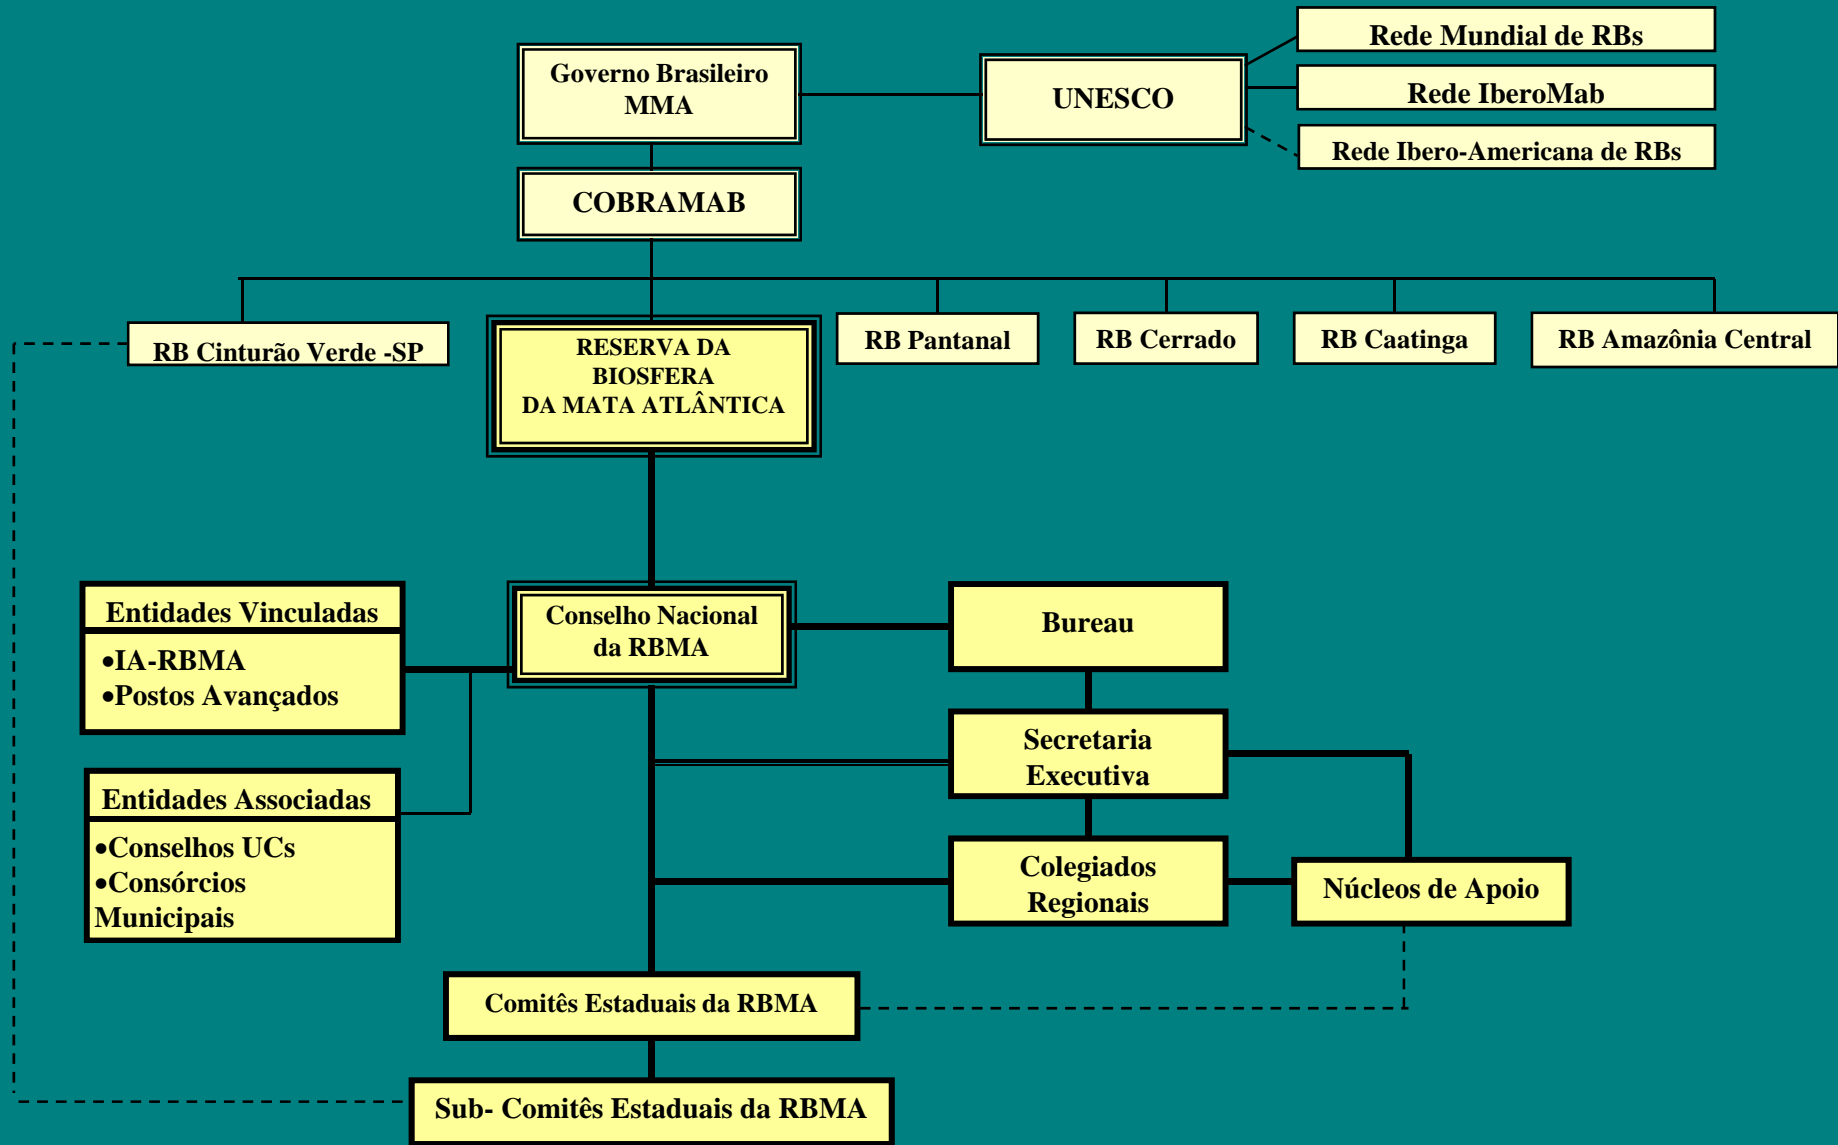 Governo Brasileiro
MMA
UNESCO
Rede Mundial de RBs
Rede IberoMab
Rede Ibero-Americana de RBs
COBRAMAB
RB Cinturão Verde -SP
RESERVA DA
BIOSFERA
DA MATA ATLÂNTICA
RB Pantanal
RB Cerrado
RB Caatinga
RB Amazônia Central
Entidades Vinculadas
•IA-RBMA
•Postos Avançados
Conselho Nacional
da RBMA
Bureau
Secretaria
Executiva
Entidades Associadas
•Conselhos UCs
•Consórcios
Municipais
Colegiados
Regionais
Núcleos de Apoio
Comitês Estaduais da RBMA
Sub- Comitês Estaduais da RBMA